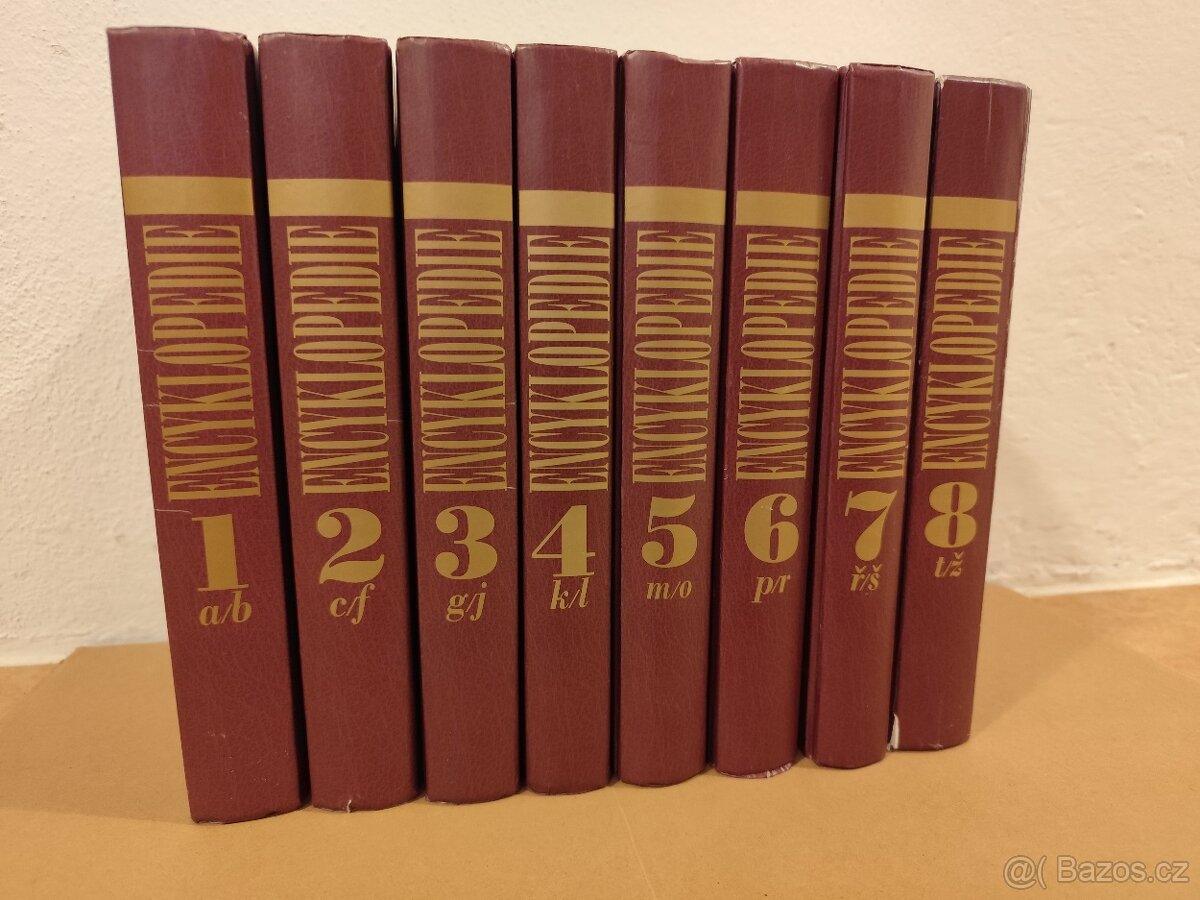 ENCYKLOPEDIE
1
a/b
ENCYKLOPEDIE
2
c/f
ENCYKLOPEDIE
3
g/j
ENCYKLOPEDIE
4
k/l
ENCYKLOPEDIE
5
m/o
ENCYKLOPEDIE
6
p/r
ENCYKLOPEDIE
7
ř/š
ENCYKLOPEDIE
8
t/ž
@( Bazos.cz